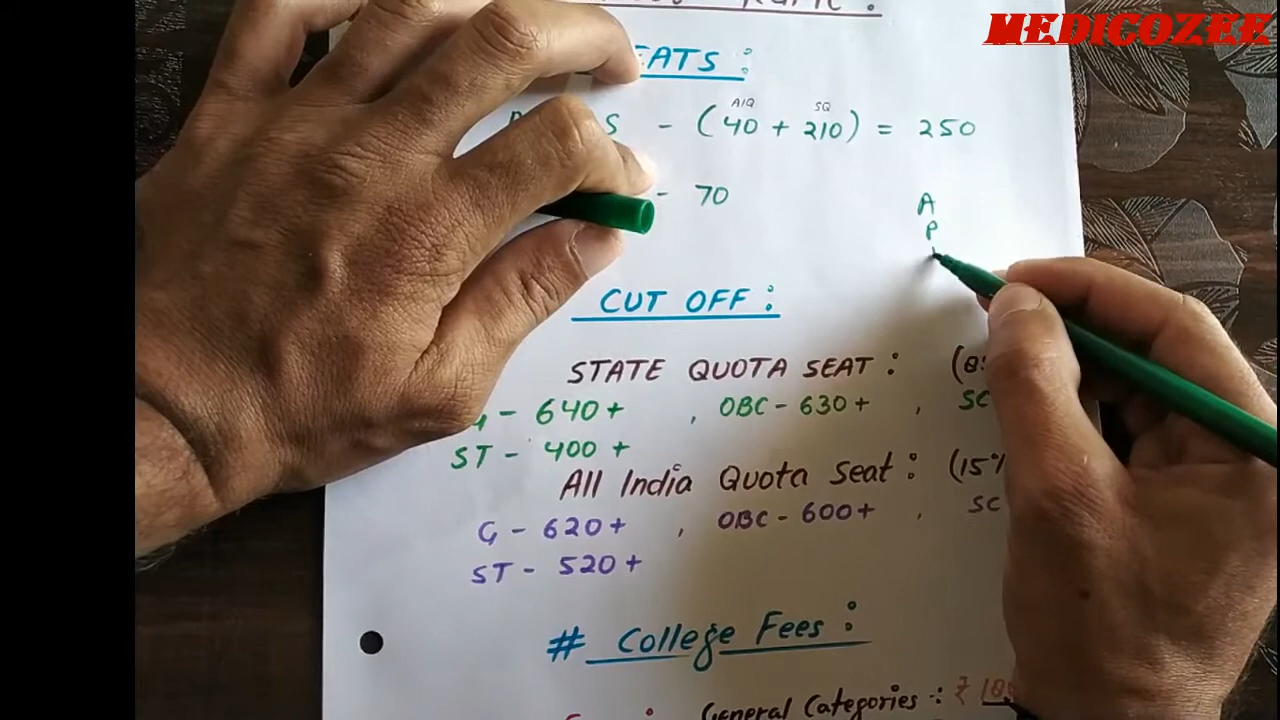 MEDICOZEE
EATS :
AIQ SQ
S - (40 + 210) = 250
- 70
A
P
CUT OFF :
STATE QUOTA SEAT :
G - 640+ , OBC - 630+ , SC
ST - 400 +
All India Quota Seat : (15%
G - 620+ , OBC - 600+ , SC
ST - 520+
# College Fees :
General Categories :